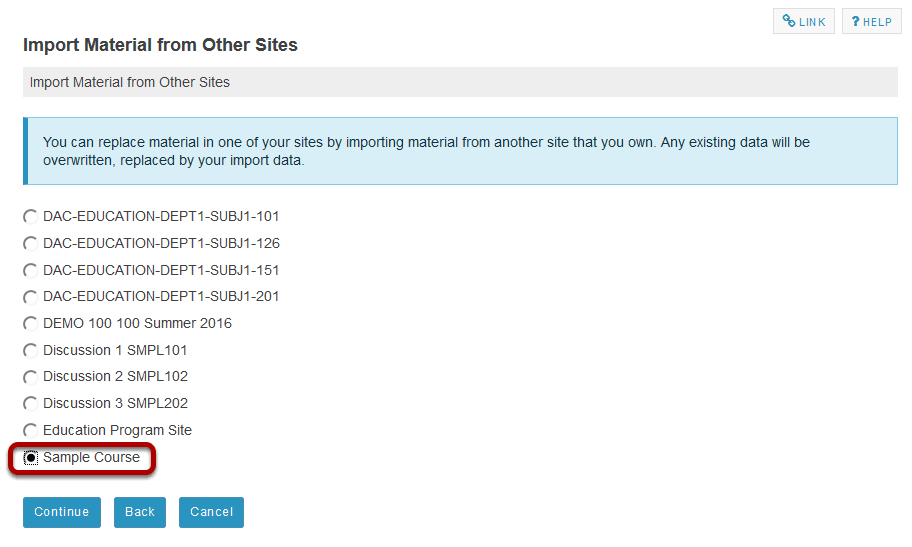 LINK
? HELP
Import Material from Other Sites
Import Material from Other Sites
You can replace material in one of your sites by importing material from another site that you own. Any existing data will be
overwritten, replaced by your import data.
DAC-EDUCATION-DEPT1-SUBJ1-101
DAC-EDUCATION-DEPT1-SUBJ1-126
DAC-EDUCATION-DEPT1-SUBJ1-151
DAC-EDUCATION-DEPT1-SUBJ1-201
DEMO 100 100 Summer 2016
Discussion 1 SMPL101
Discussion 2 SMPL102
Discussion 3 SMPL202
Education Program Site
Sample Course
Continue
Back
Cancel